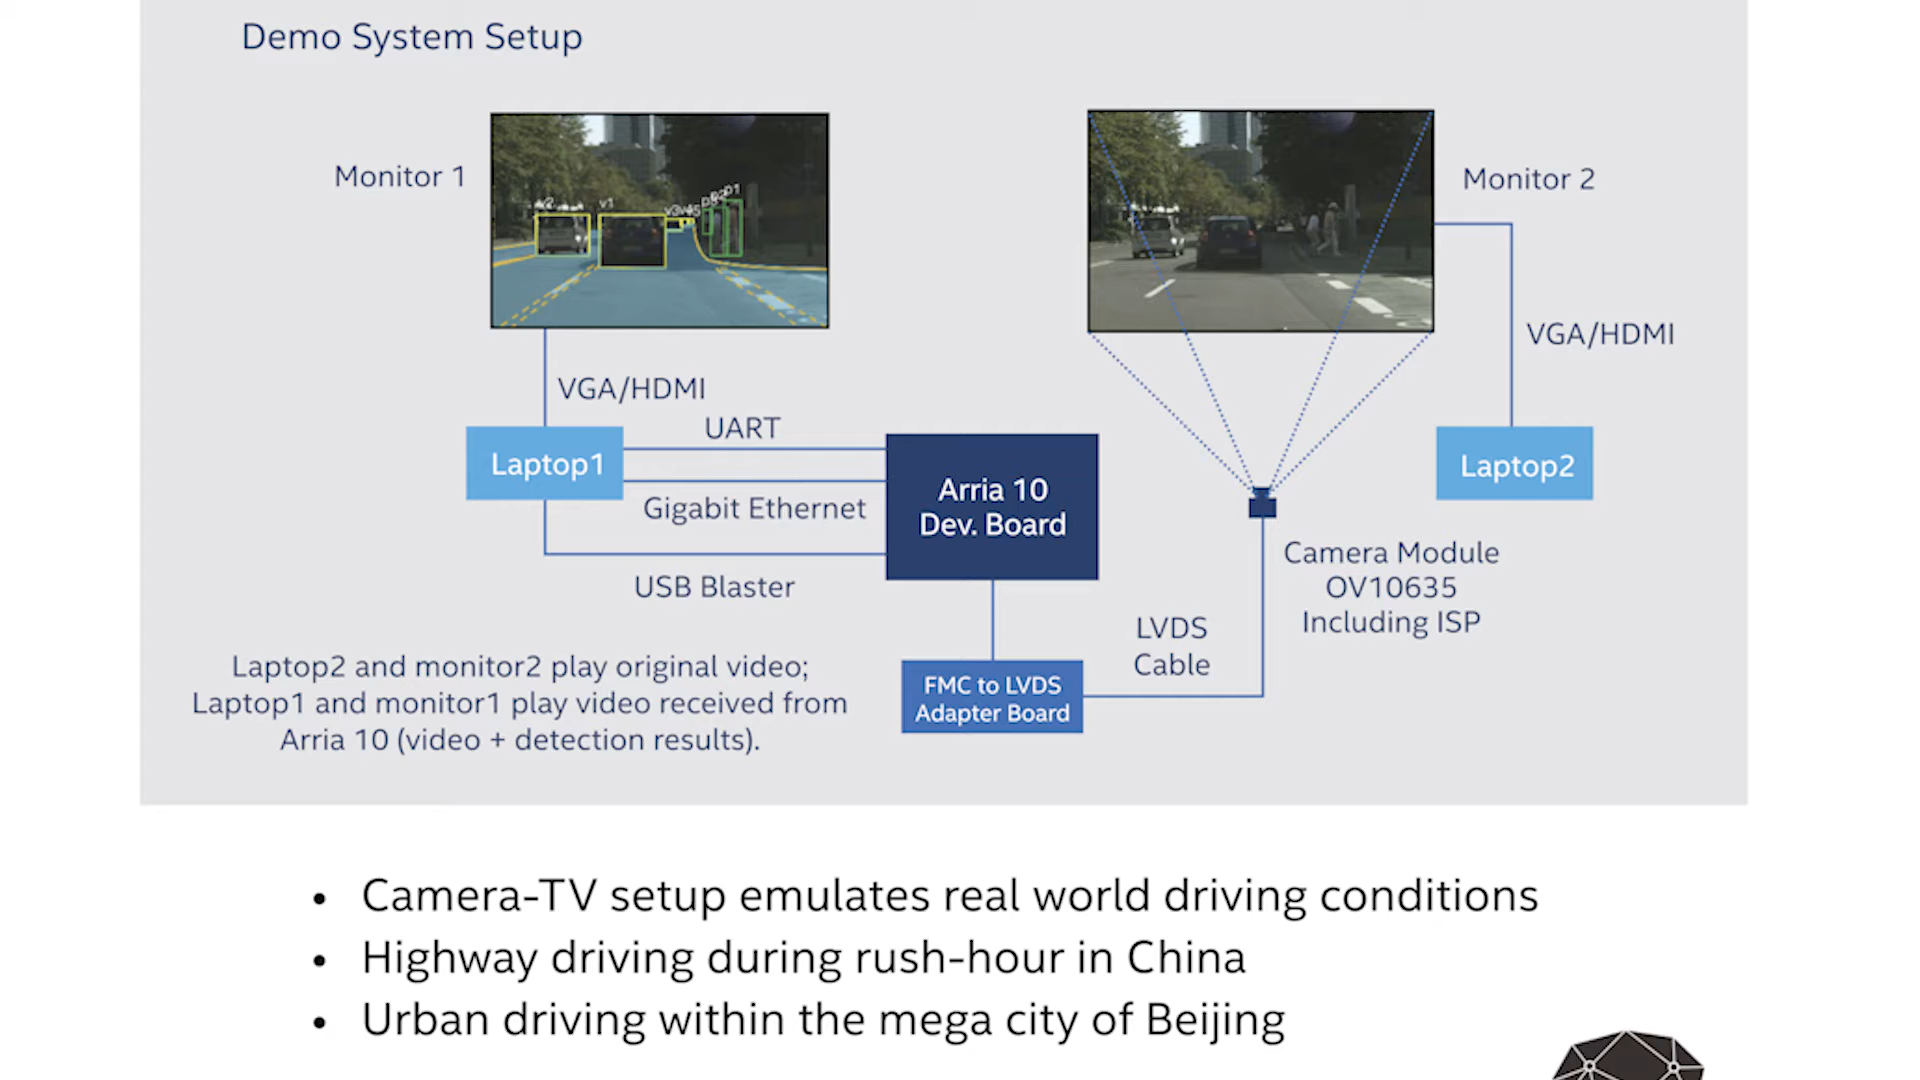 Demo System Setup
Monitor 1
v2
v1
p1
Monitor 2
VGA/HDMI
VGA/HDMI
UART
Laptop1
Gigabit Ethernet
USB Blaster
Arria 10
Dev. Board
Laptop2
Camera Module
OV10635
Including ISP
LVDS
Cable
FMC to LVDS
Adapter Board
Laptop2 and monitor2 play original video;
Laptop1 and monitor1 play video received from
Arria 10 (video + detection results).
• Camera-TV setup emulates real world driving conditions
• Highway driving during rush-hour in China
• Urban driving within the mega city of Beijing